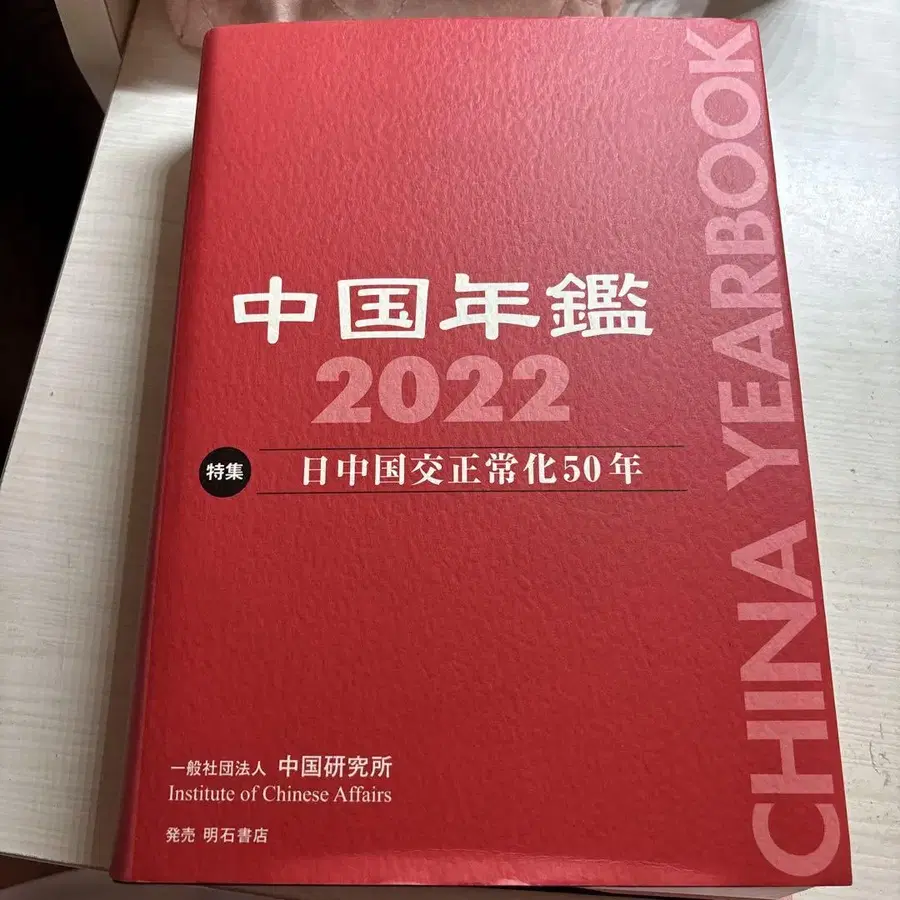 中国年鑑
2022
特集 日中国交正常化50年
一般社団法人 中国研究所
Institute of Chinese Affairs
発売 明石書店
CHINA YEARBOOK